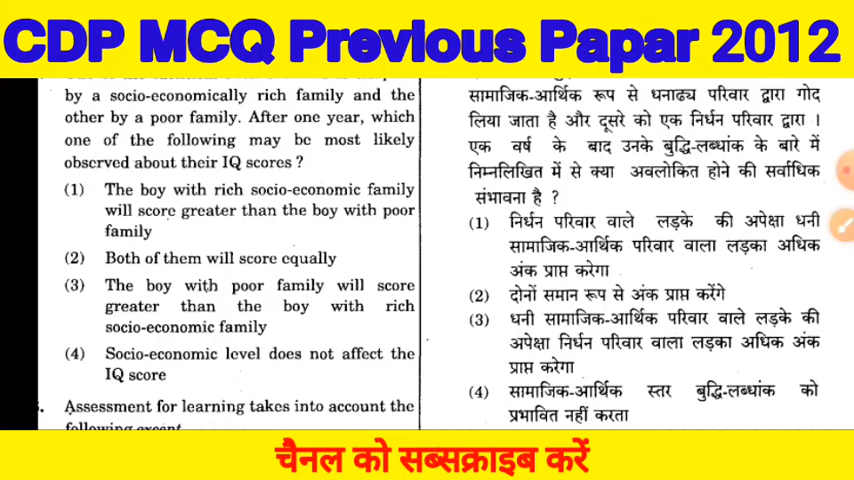 CDP MCQ Previous Papar 2012
by a socio-economically rich family and the
other by a poor family. After one year, which
one of the following may be most likely
observed about their IQ scores ?
(1) The boy with rich socio-economic family
will score greater than the boy with poor
family
(2) Both of them will score equally
(3) The boy with poor family will score
greater than the boy with rich
socio-economic family
(4) Socio-economic level does not affect the
IQ score
Assessment for learning takes into account the
following except
सामाजिक-आर्थिक रूप से धनाढ्य परिवार द्वारा गोद
लिया जाता है और दूसरे को एक निर्धन परिवार द्वारा ।
एक वर्ष के बाद उनके बुद्धि-लब्धांक के बारे में
निम्नलिखित में से क्या अवलोकित होने की सर्वाधिक
संभावना है ?
(1) निर्धन परिवार वाले लड़के की अपेक्षा धनी
सामाजिक-आर्थिक परिवार वाला लड़का अधिक
अंक प्राप्त करेगा
(2) दोनों समान रूप से अंक प्राप्त करेंगे
(3) धनी सामाजिक-आर्थिक परिवार वाले लड़के की
अपेक्षा निर्धन परिवार वाला लड़का अधिक अंक
प्राप्त करेगा
(4) सामाजिक-आर्थिक स्तर बुद्धि-लब्धांक को
प्रभावित नहीं करता
चैनल को सब्सक्राइब करें